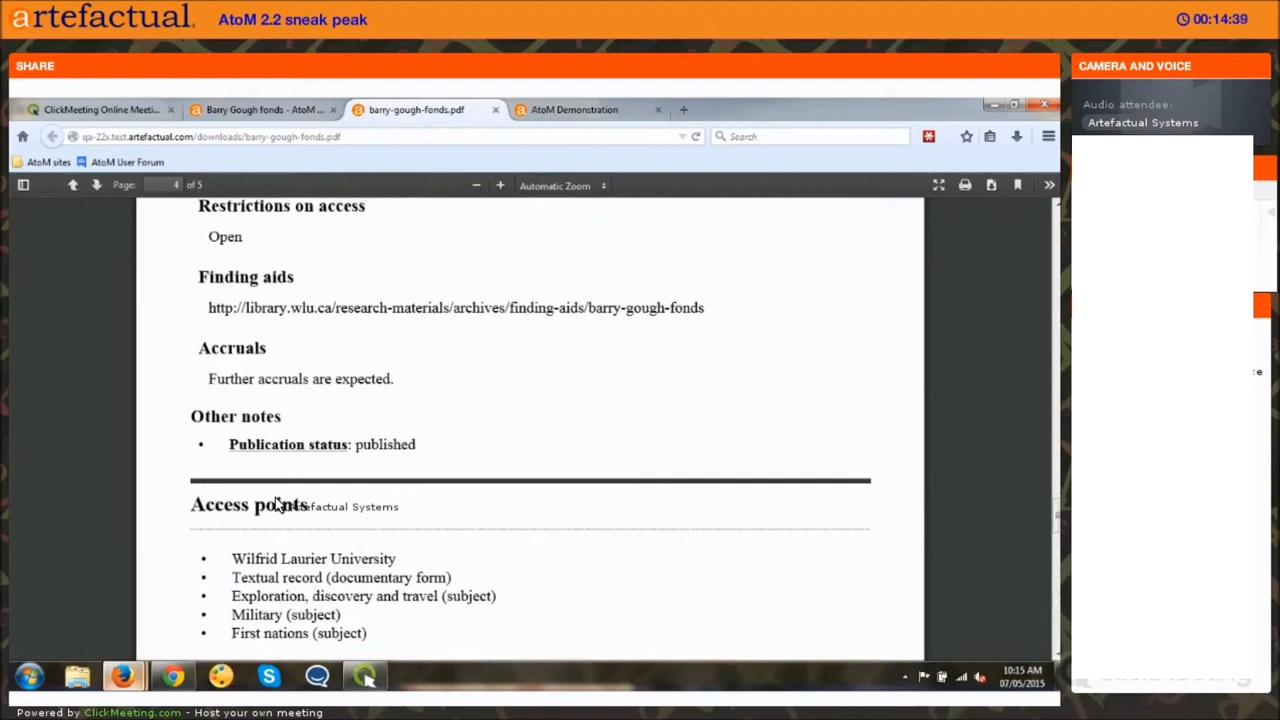 artefactual.
AtoM 2.2 sneak peak
00:14:39
SHARE
CAMERA AND VOICE
ClickMeeting Online Meeti...
Barry Gough fonds - AtoM ...
barry-gough-fonds.pdf
AtoM Demonstration
Audio attendee:
Artefactual Systems
qa-22x.test.artefactual.com/downloads/barry-gough-fonds.pdf
Search
AtoM sites
AtoM User Forum
Page: 4 of 5
Automatic Zoom
Restrictions on access
Open
Finding aids
http://library.wlu.ca/research-materials/archives/finding-aids/barry-gough-fonds
Accruals
Further accruals are expected.
Other notes
• Publication status: published
Access points
Artefactual Systems
• Wilfrid Laurier University
• Textual record (documentary form)
• Exploration, discovery and travel (subject)
• Military (subject)
• First nations (subject)
10:15 AM
07/05/2015
Powered by ClickMeeting.com - Host your own meeting